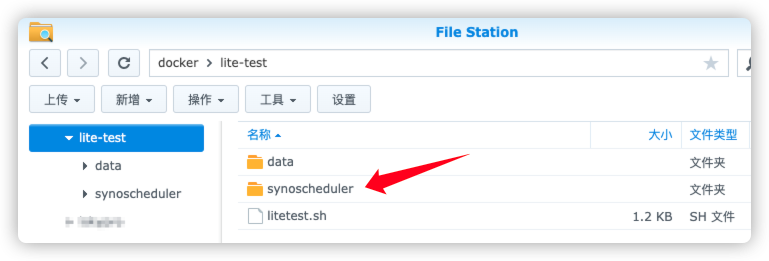 File Station
docker > lite-test
上传 新增 操作 工具 设置
lite-test
data
synoscheduler
名称 大小 文件类型
data 文件夹
synoscheduler 文件夹
litetest.sh 1.2 KB SH 文件